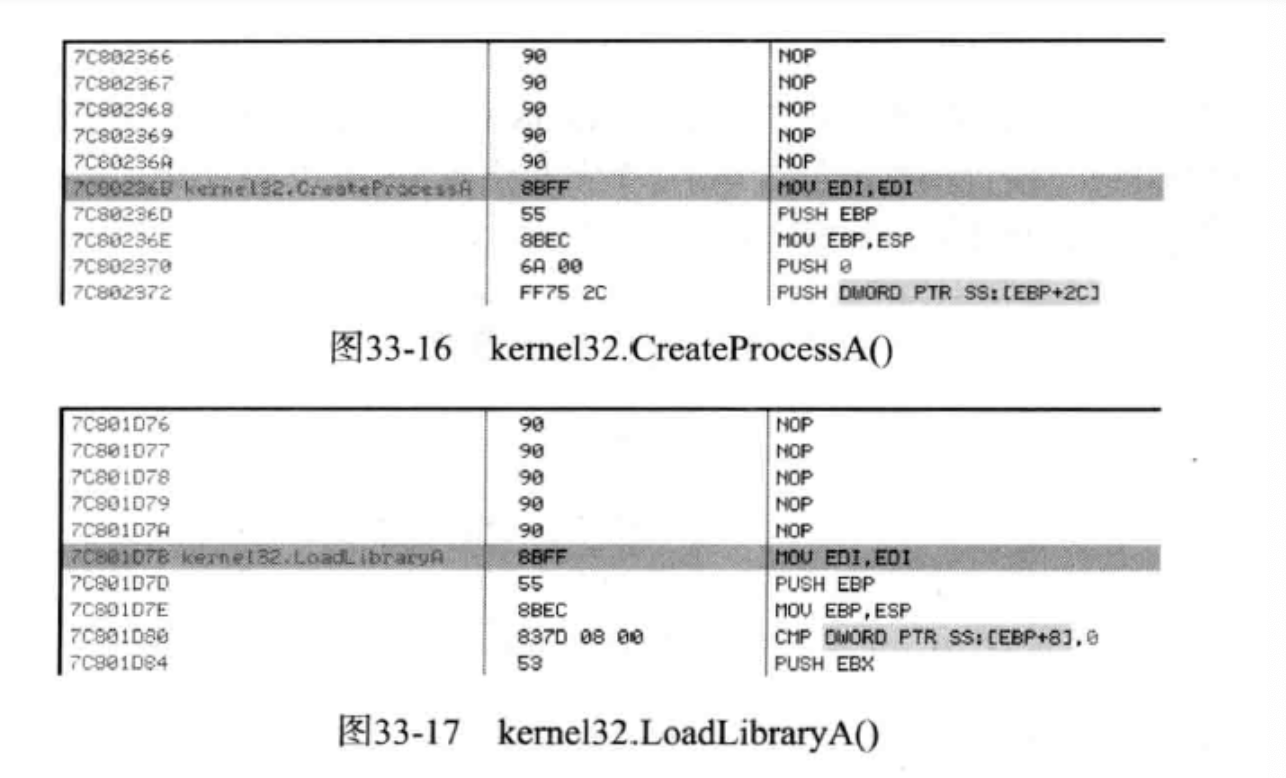 7C802366 90 NOP
7C802367 90 NOP
7C802368 90 NOP
7C802369 90 NOP
7C80236A 90 NOP
7C80236B kernel32.CreateProcessA 8BFF MOV EDI,EDI
7C80236D 55 PUSH EBP
7C80236E 8BEC MOV EBP,ESP
7C802370 6A 00 PUSH 0
7C802372 FF75 2C PUSH DWORD PTR SS:[EBP+2C]
图33-16 kernel32.CreateProcessA()
7C801D76 90 NOP
7C801D77 90 NOP
7C801D78 90 NOP
7C801D79 90 NOP
7C801D7A 90 NOP
7C801D7B kernel32.LoadLibraryA 8BFF MOV EDI,EDI
7C801D7D 55 PUSH EBP
7C801D7E 8BEC MOV EBP,ESP
7C801D80 837D 08 00 CMP DWORD PTR SS:[EBP+8],0
7C801D84 53 PUSH EBX
图33-17 kernel32.LoadLibraryA()